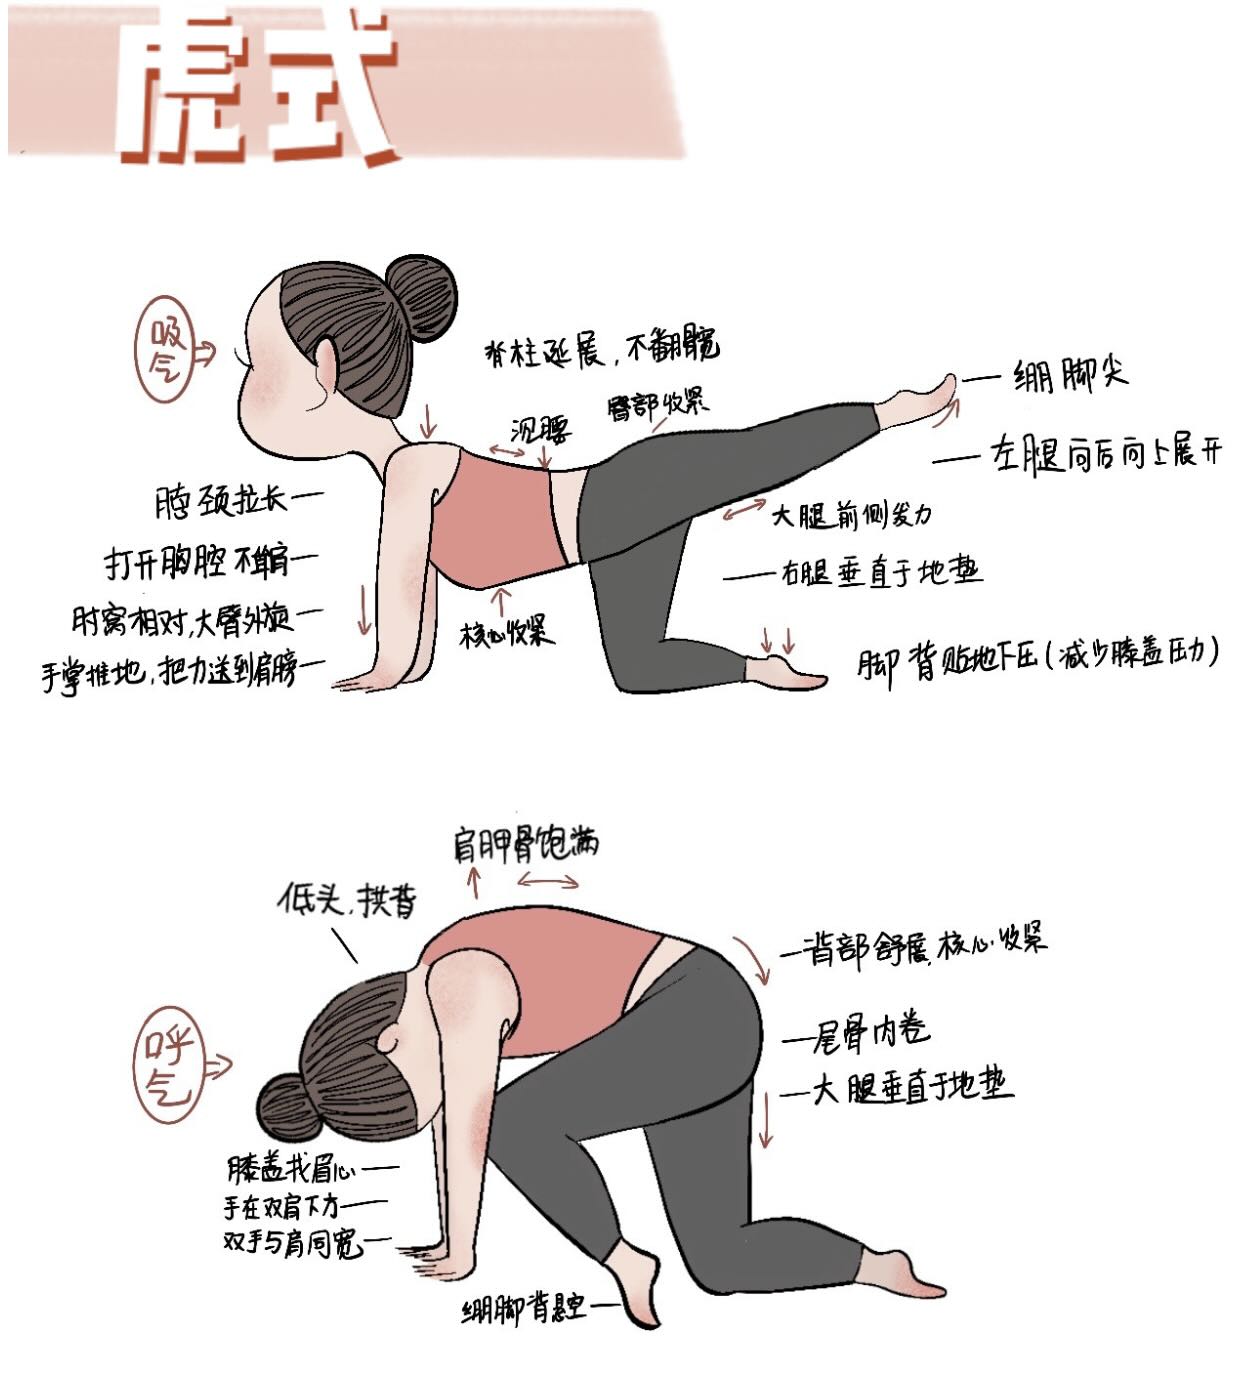 虎式
吸气
脊柱延展，不翻髋
臀部收紧
沉腰
绷脚尖
左腿向后向上展开
脖颈拉长
大腿前侧发力
打开胸腔 不耸肩
右腿垂直于地垫
肘窝相对，大臂外旋
核心收紧
手掌推地，把力送到肩膀
脚背贴地下压（减少膝盖压力）
肩胛骨饱满
低头，拱背
背部舒展，核心收紧
呼气
尾骨内卷
大腿垂直于地垫
膝盖找眉心
手在双肩下方
双手与肩同宽
绷脚背悬空